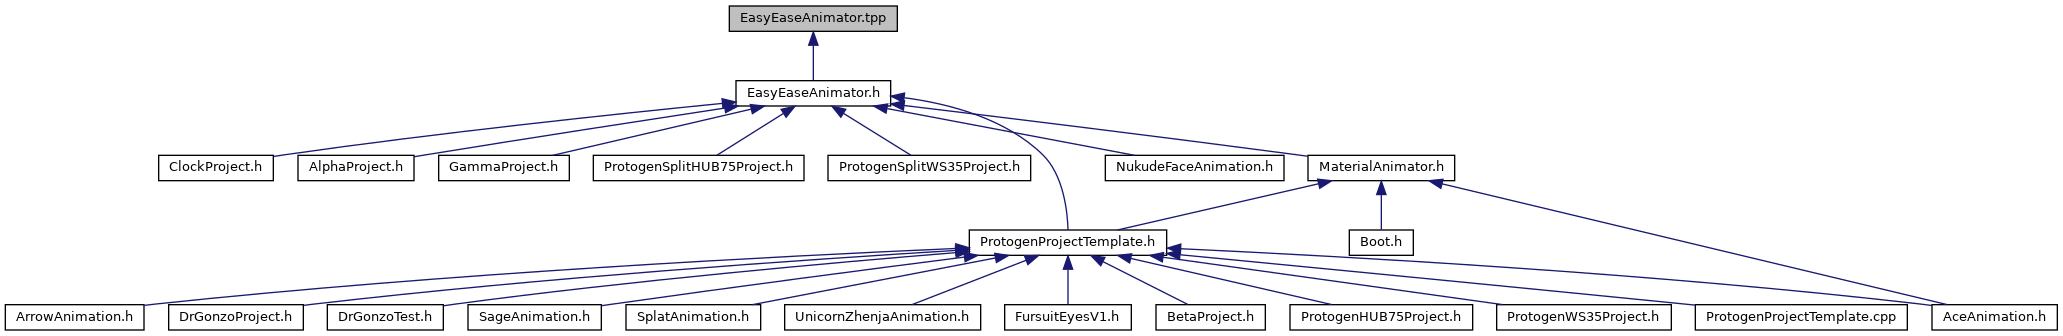 EasyEaseAnimator.tpp
EasyEaseAnimator.h
ClockProject.h
AlphaProject.h
GammaProject.h
ProtogenSplitHUB75Project.h
ProtogenSplitWS35Project.h
NukudeFaceAnimation.h
MaterialAnimator.h
ProtogenProjectTemplate.h
Boot.h
ArrowAnimation.h
DrGonzoProject.h
DrGonzoTest.h
SageAnimation.h
SplatAnimation.h
UnicornZhenjaAnimation.h
FursuitEyesV1.h
BetaProject.h
ProtogenHUB75Project.h
ProtogenWS35Project.h
ProtogenProjectTemplate.cpp
AceAnimation.h